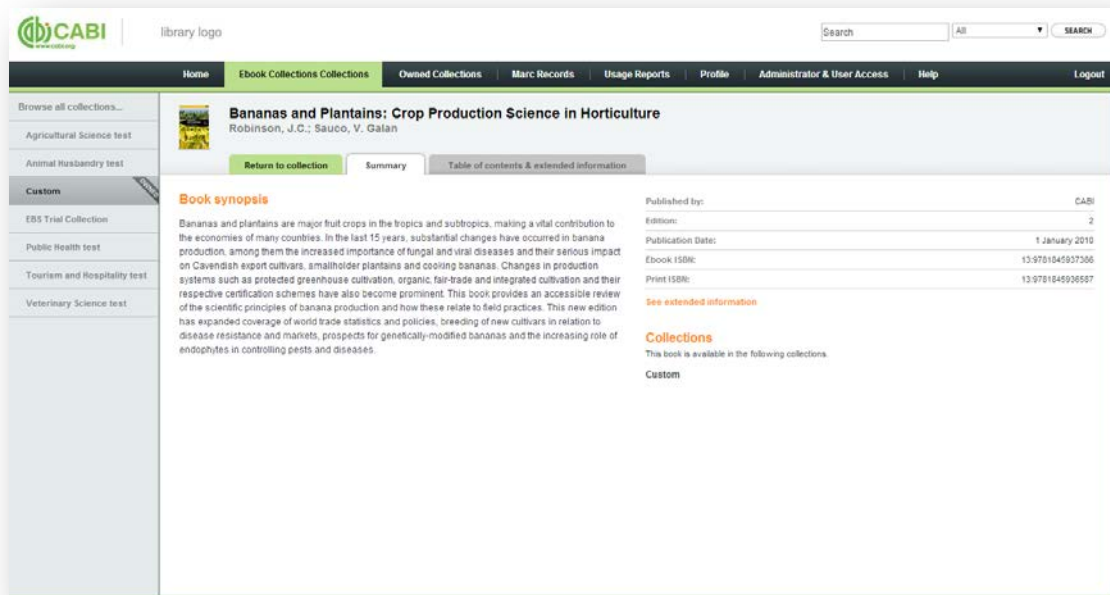 CABI
www.cabi.org
library logo
Search
All
SEARCH
Home
Ebook Collections Collections
Owned Collections
Marc Records
Usage Reports
Profile
Administrator & User Access
Help
Logout
Browse all collections...
Agricultural Science test
Animal Husbandry test
Custom
EBS Trial Collection
Public Health test
Tourism and Hospitality test
Veterinary Science test
Bananas and Plantains: Crop Production Science in Horticulture
Robinson, J.C.; Sauco, V. Galan
Return to collection
Summary
Table of contents & extended information
Book synopsis
Bananas and plantains are major fruit crops in the tropics and subtropics, making a vital contribution to
the economies of many countries. In the last 15 years, substantial changes have occurred in banana
production, among them the increased importance of fungal and viral diseases and their serious impact
on Cavendish export cultivars, smallholder plantains and cooking bananas. Changes in production
systems such as protected greenhouse cultivation, organic, fair-trade and integrated cultivation and their
respective certification schemes have also become prominent. This book provides an accessible review
of the scientific principles of banana production and how these relate to field practices. This new edition
has expanded coverage of world trade statistics and policies, breeding of new cultivars in relation to
disease resistance and markets, prospects for genetically-modified bananas and the increasing role of
endophytes in controlling pests and diseases.
Published by: CABI
Edition: 2
Publication Date: 1 January 2010
Ebook ISBN: 13:9781845937386
Print ISBN: 13:9781845936587
See extended information
Collections
This book is available in the following collections.
Custom